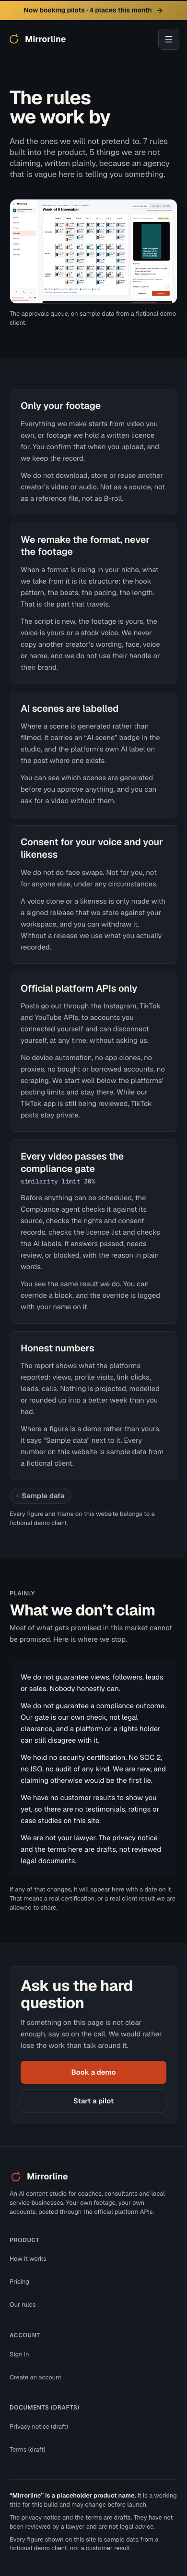 Now booking pilots · 4 places this month →
Mirrorline
The rules
we work by
And the ones we will not pretend to. 7 rules
built into the product, 5 things we are not
claiming, written plainly, because an agency
that is vague here is telling you something.
Week of 9 November
The approvals queue, on sample data from a fictional demo
client.
Only your footage
Everything we make starts from video you
own, or footage we hold a written licence
for. You confirm that when you upload, and
we keep the record.
We do not download, store or reuse another
creator's video or audio. Not as a source, not
as a reference file, not as B-roll.
We remake the format, never
the footage
When a format is rising in your niche, what
we take from it is its structure: the hook
pattern, the beats, the pacing, the length.
That is the part that travels.
The script is new, the footage is yours, the
voice is yours or a stock voice. We never
copy another creator's wording, face, voice
or name, and we do not use their handle or
their brand.
AI scenes are labelled
Where a scene is generated rather than
filmed, it carries an “AI scene” badge in the
studio, and the platform's own AI label on
the post where one exists.
You can see which scenes are generated
before you approve anything, and you can
ask for a video without them.
Consent for your voice and your
likeness
We do not do face swaps. Not for you, not
for anyone else, under any circumstances.
A voice clone or a likeness is only made with
a signed release that we store against your
workspace, and you can withdraw it.
Without a release we use what you actually
recorded.
Official platform APIs only
Posts go out through the Instagram, TikTok
and YouTube APIs, to accounts you
connected yourself and can disconnect
yourself, at any time, without asking us.
No device automation, no app clones, no
proxies, no bought or borrowed accounts, no
scraping. We start well below the platforms'
posting limits and stay there. While our
TikTok app is still being reviewed, TikTok
posts stay private.
Every video passes the
compliance gate
similarity limit 30%
Before anything can be scheduled, the
Compliance agent checks it against its
source, checks the rights and consent
records, checks the licence list and checks
the AI labels. It answers passed, needs
review, or blocked, with the reason in plain
words.
You see the same result we do. You can
override a block, and the override is logged
with your name on it.
Honest numbers
The report shows what the platforms
reported: views, profile visits, link clicks,
leads, calls. Nothing is projected, modelled
or rounded up into a better week than you
had.
Where a figure is a demo rather than yours,
it says “Sample data” next to it. Every
number on this website is sample data from
a fictional client.
Sample data
Every figure and frame on this website belongs to a
fictional demo client.
PLAINLY
What we don't claim
Most of what gets promised in this market cannot
be promised. Here is where we stop.
We do not guarantee views, followers, leads
or sales. Nobody honestly can.
We do not guarantee a compliance outcome.
Our gate is our own check, not legal
clearance, and a platform or a rights holder
can still disagree with it.
We hold no security certification. No SOC 2,
no ISO, no audit of any kind. We are new, and
claiming otherwise would be the first lie.
We have no customer results to show you
yet, so there are no testimonials, ratings or
case studies on this site.
We are not your lawyer. The privacy notice
and the terms here are drafts, not reviewed
legal documents.
If any of that changes, it will appear here with a date on it.
That means a real certification, or a real client result we are
allowed to share.
Ask us the hard
question
If something on this page is not clear
enough, say so on the call. We would rather
lose the work than talk around it.
Book a demo
Start a pilot
Mirrorline
An AI content studio for coaches, consultants and local
service businesses. Your own footage, your own
accounts, posted through the official platform APIs.
PRODUCT
How it works
Pricing
Our rules
ACCOUNT
Sign in
Create an account
DOCUMENTS (DRAFTS)
Privacy notice (draft)
Terms (draft)
“Mirrorline” is a placeholder product name. It is a working
title for this build and may change before launch.
The privacy notice and the terms are drafts. They have not
been reviewed by a lawyer and are not legal advice.
Every figure shown on this site is sample data from a
fictional demo client, not a customer result.